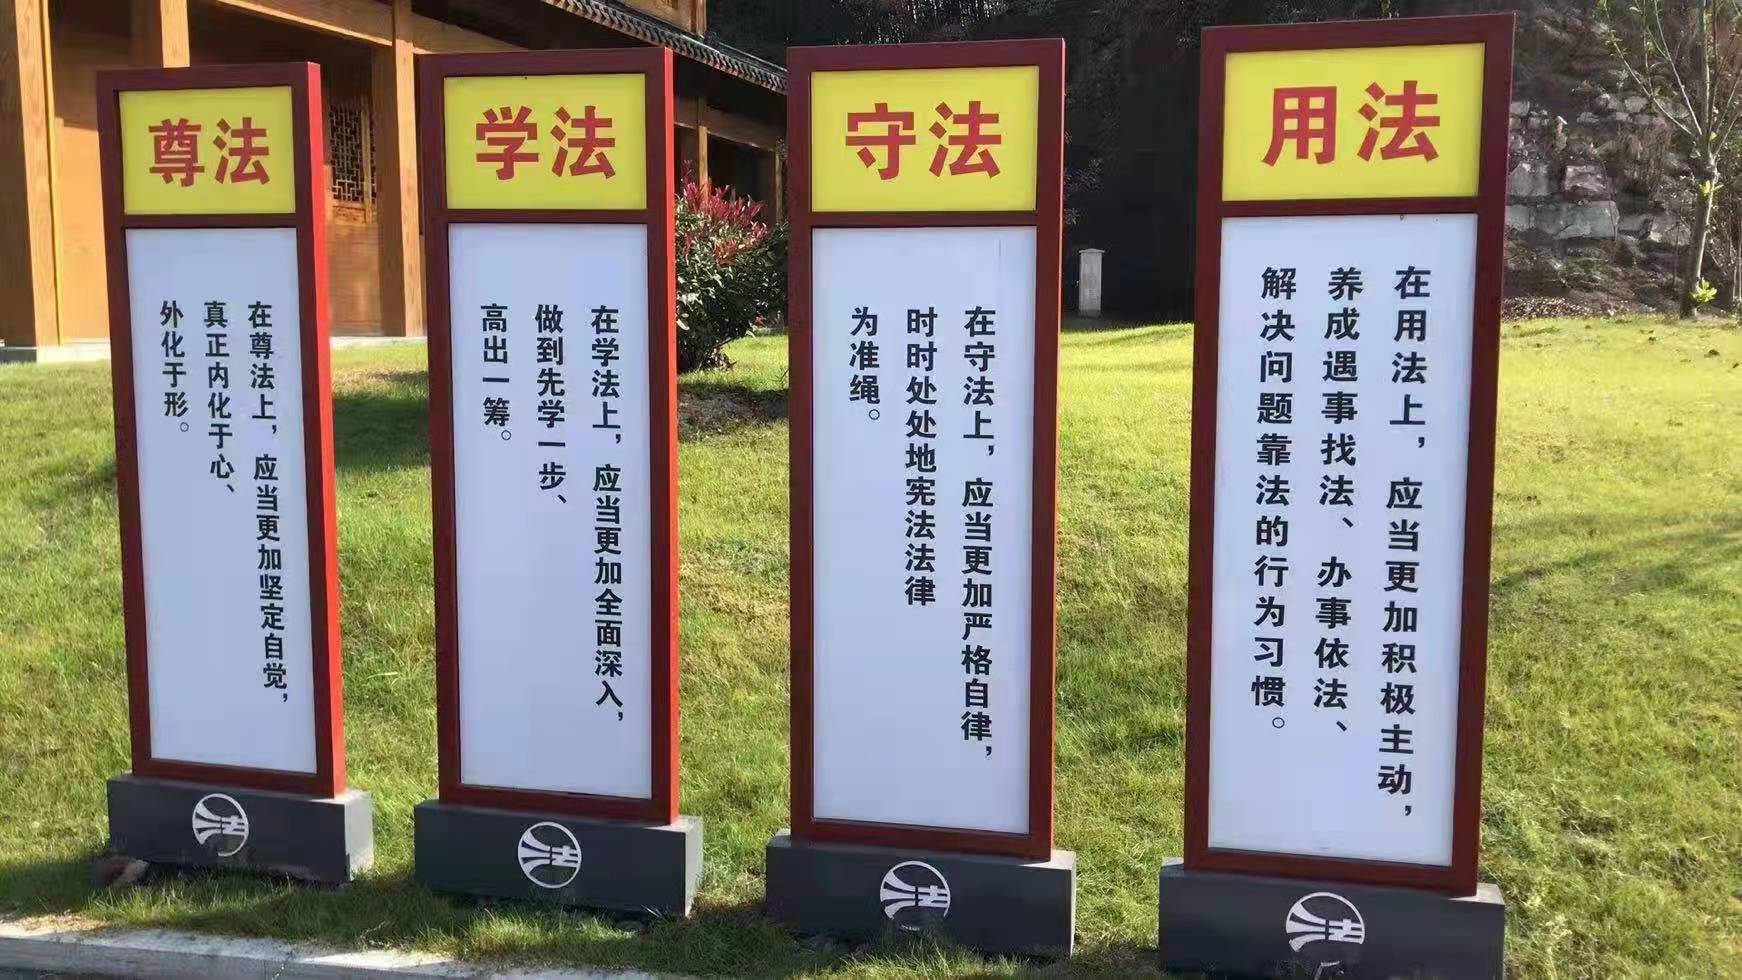 尊法
在尊法上，应当更加坚定自觉，
真正内化于心、
外化于形。
法
学法
在学法上，应当更加全面深入，
做到先学一步、
高出一筹。
法
守法
在守法上，应当更加严格自律，
时时处处地宪法法律
为准绳。
法
用法
在用法上，应当更加积极主动，
养成遇事找法、办事依法、
解决问题靠法的行为习惯。
法